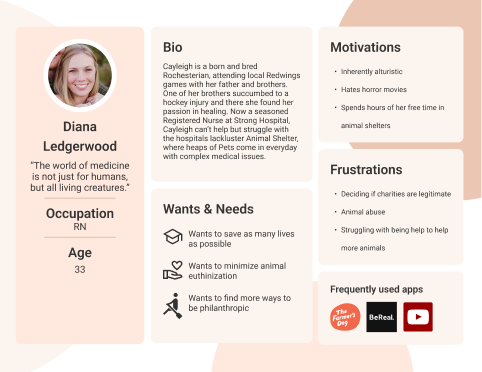 Diana
Ledgerwood
“The world of medicine
is not just for humans,
but all living creatures.”
Occupation
RN
Age
33
Bio
Cayleigh is a born and bred
Rochesterian, attending local Redwings
games with her father and brothers.
One of her brothers succumbed to a
hockey injury and there she found her
passion in healing. Now a seasoned
Registered Nurse at Strong Hospital,
Cayleigh can't help but struggle with
the hospitals lackluster Animal Shelter,
where heaps of Pets come in everyday
with complex medical issues.
Wants & Needs
Wants to save as many lives
as possible
Wants to minimize animal
euthinization
Wants to find more ways to
be philanthropic
Motivations
• Inherently alturistic
• Hates horror movies
• Spends hours of her free time in
animal shelters
Frustrations
• Deciding if charities are legitimate
• Animal abuse
• Struggling with being help to help
more animals
Frequently used apps
The
Farmer's
Dog
BeReal.